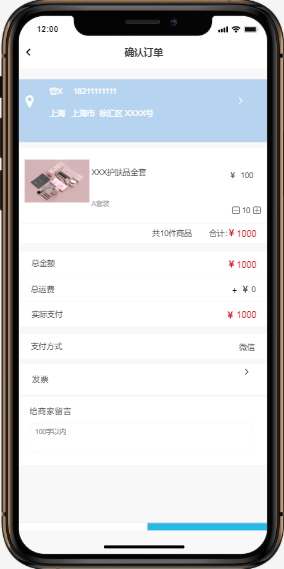 12:00
确认订单
曾X 18211111111
上海 上海市 徐汇区 XXXX号
XXX护肤品全套 ¥ 100
A套装 10
共10件商品 合计:¥ 1000
总金额 ¥ 1000
总运费 + ¥ 0
实际支付 ¥ 1000
支付方式 微信
发票
给商家留言
100字以内